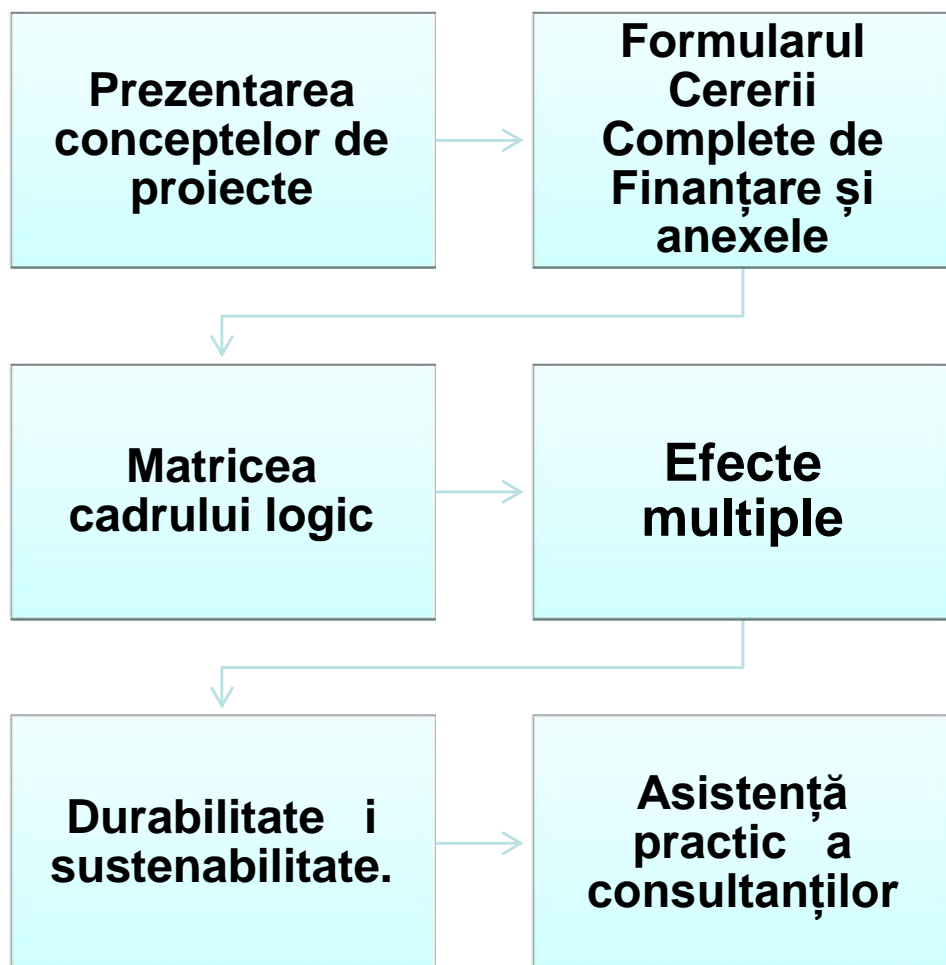 Prezentarea
conceptelor de
proiecte
Formularul
Cererii
Complete de
Finanțare și
anexele
Matricea
cadrului logic
Efecte
multiple
Durabilitate i
sustenabilitate.
Asistență
practic a
consultanților